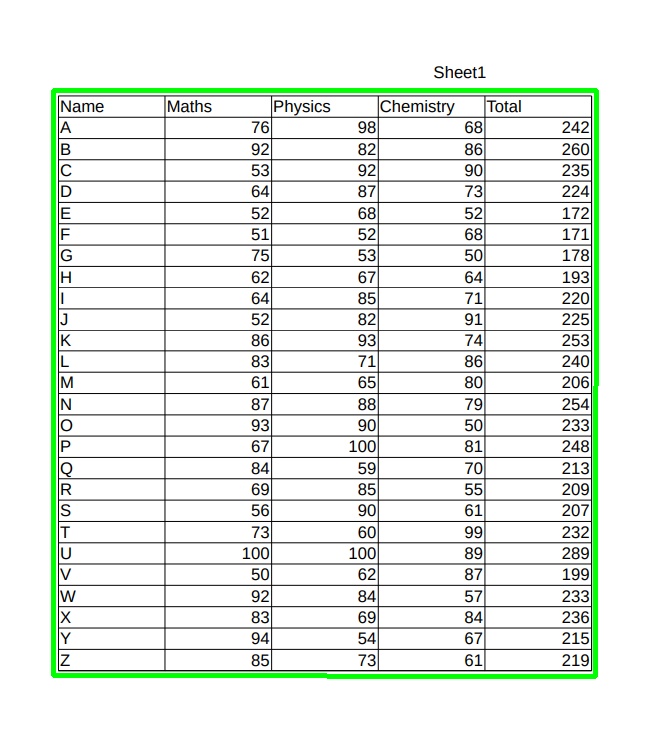 Sheet1
Name Maths Physics Chemistry Total
A 76 98 68 242
B 92 82 86 260
C 53 92 90 235
D 64 87 73 224
E 52 68 52 172
F 51 52 68 171
G 75 53 50 178
H 62 67 64 193
I 64 85 71 220
J 52 82 91 225
K 86 93 74 253
L 83 71 86 240
M 61 65 80 206
N 87 88 79 254
O 93 90 50 233
P 67 100 81 248
Q 84 59 70 213
R 69 85 55 209
S 56 90 61 207
T 73 60 99 232
U 100 100 89 289
V 50 62 87 199
W 92 84 57 233
X 83 69 84 236
Y 94 54 67 215
Z 85 73 61 219